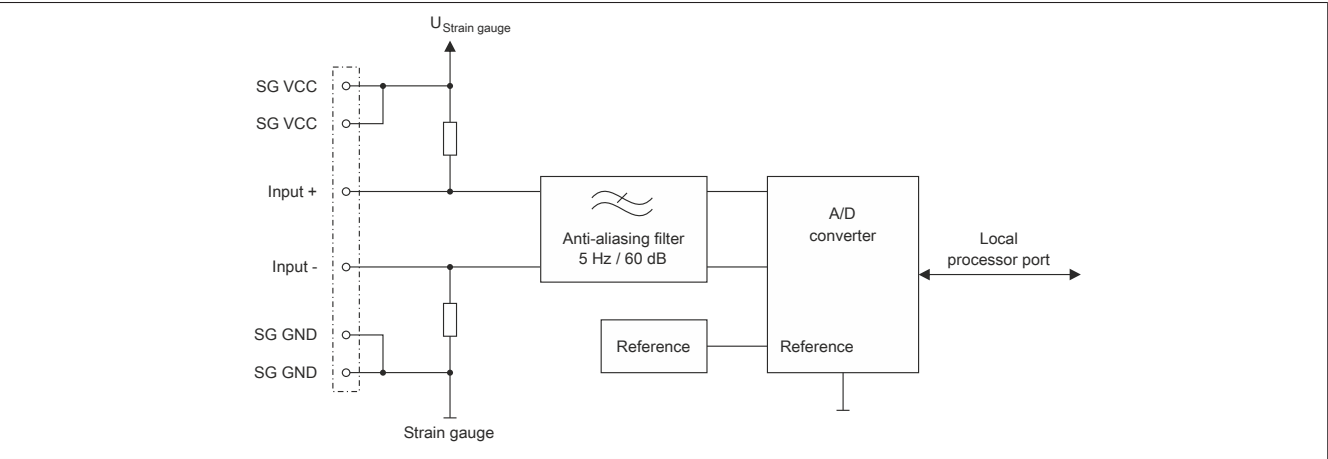 U Strain gauge
SG VCC
SG VCC
Input +
Input -
SG GND
SG GND
Strain gauge
Anti-aliasing filter
5 Hz / 60 dB
Reference
A/D
converter
Reference
Local
processor port